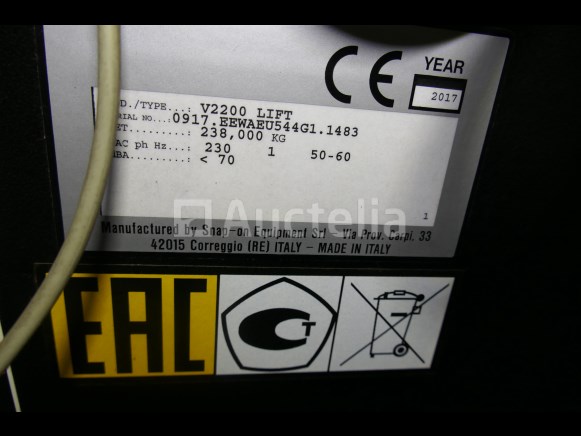 CE YEAR
2017
D./TYPE...: V2200 LIFT
SERIAL NO...: 0917.EEWAEU544G1.1483
ET.......: 238,000 KG
AC ph Hz...: 230 1 50-60
BA.......: < 70
1
Auctelia
Manufactured by Snap-on Equipment Srl - Via Prov. Carpi. 33
42015 Correggio (RE) ITALY - MADE IN ITALY
EAC
C T